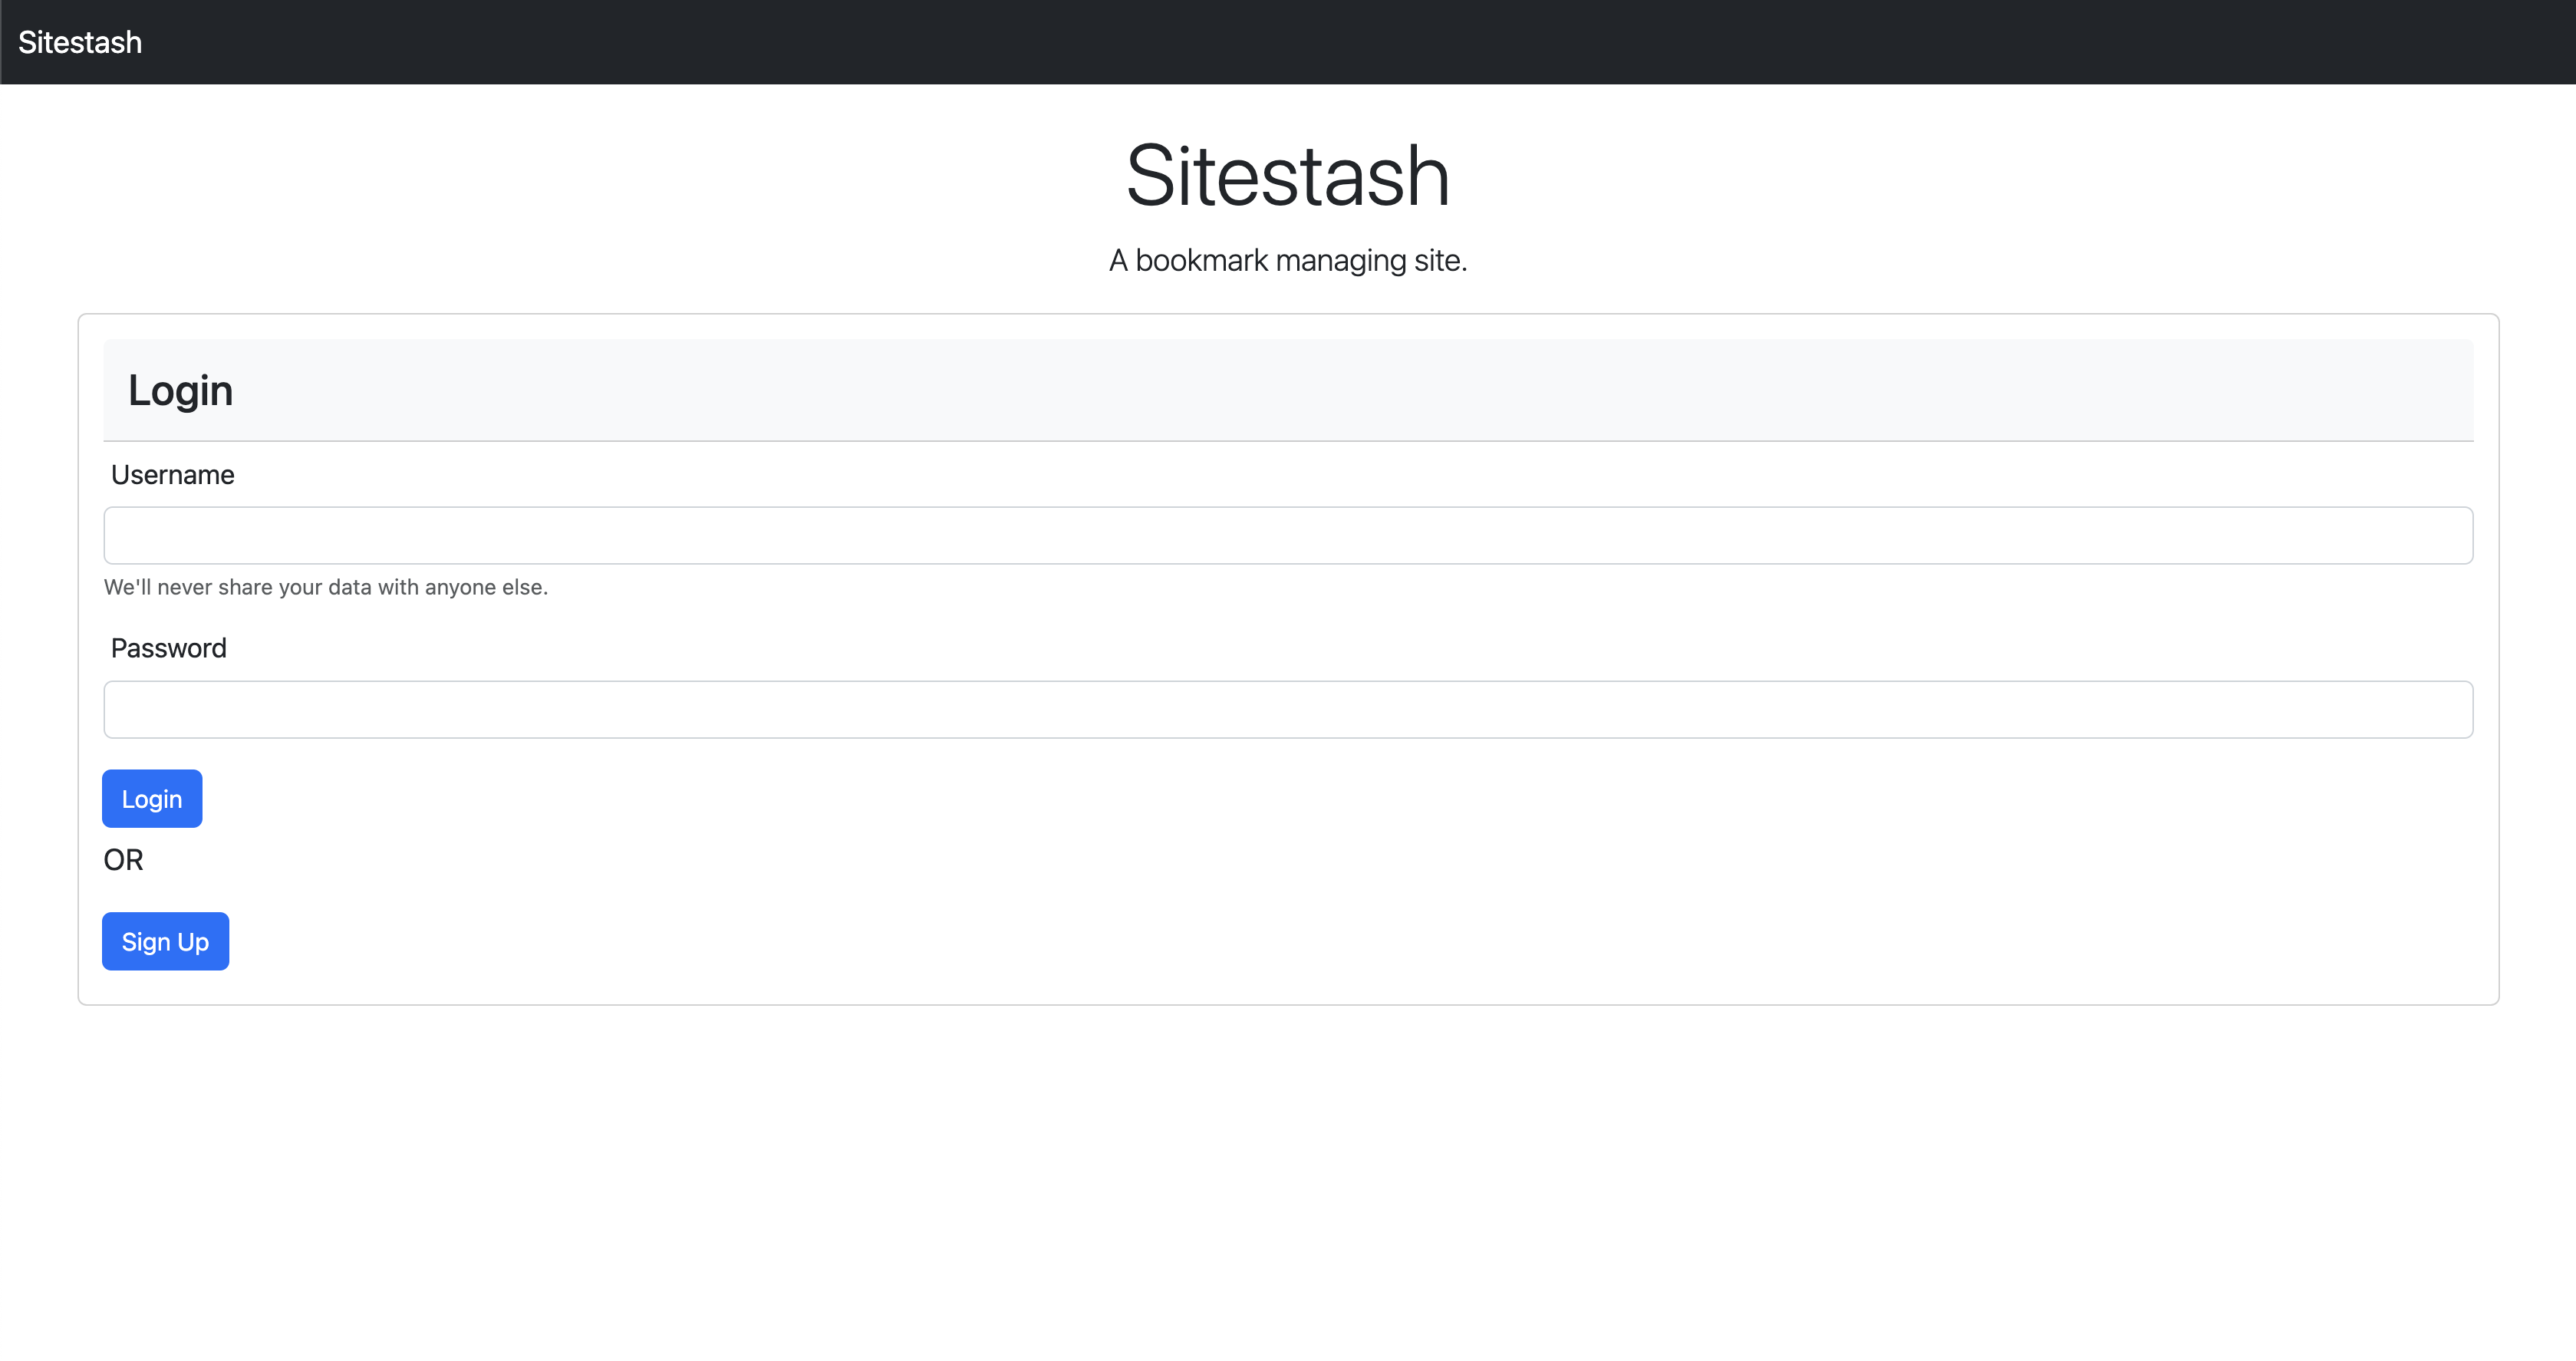 Sitestash
Sitestash
A bookmark managing site.
Login
Username
We'll never share your data with anyone else.
Password
Login
OR
Sign Up